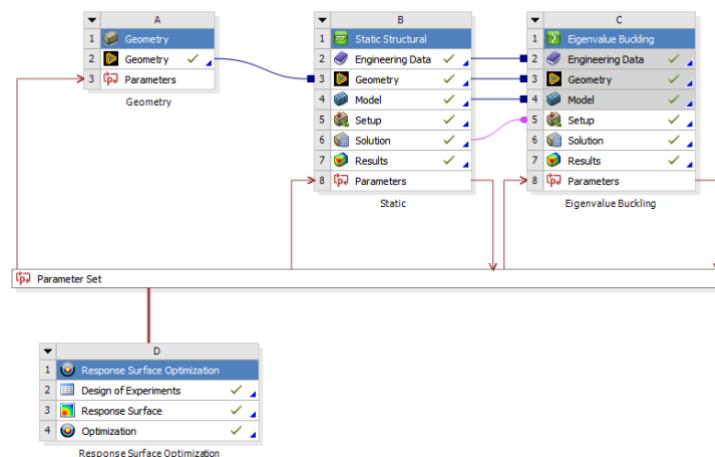 A
1 Geometry
2 Geometry
3 Parameters
Geometry
B
1 Static Structural
2 Engineering Data
3 Geometry
4 Model
5 Setup
6 Solution
7 Results
8 Parameters
Static
C
1 Eigenvalue Buckling
2 Engineering Data
3 Geometry
4 Model
5 Setup
6 Solution
7 Results
8 Parameters
Eigenvalue Buckling
Parameter Set
D
1 Response Surface Optimization
2 Design of Experiments
3 Response Surface
4 Optimization
Response Surface Optimization